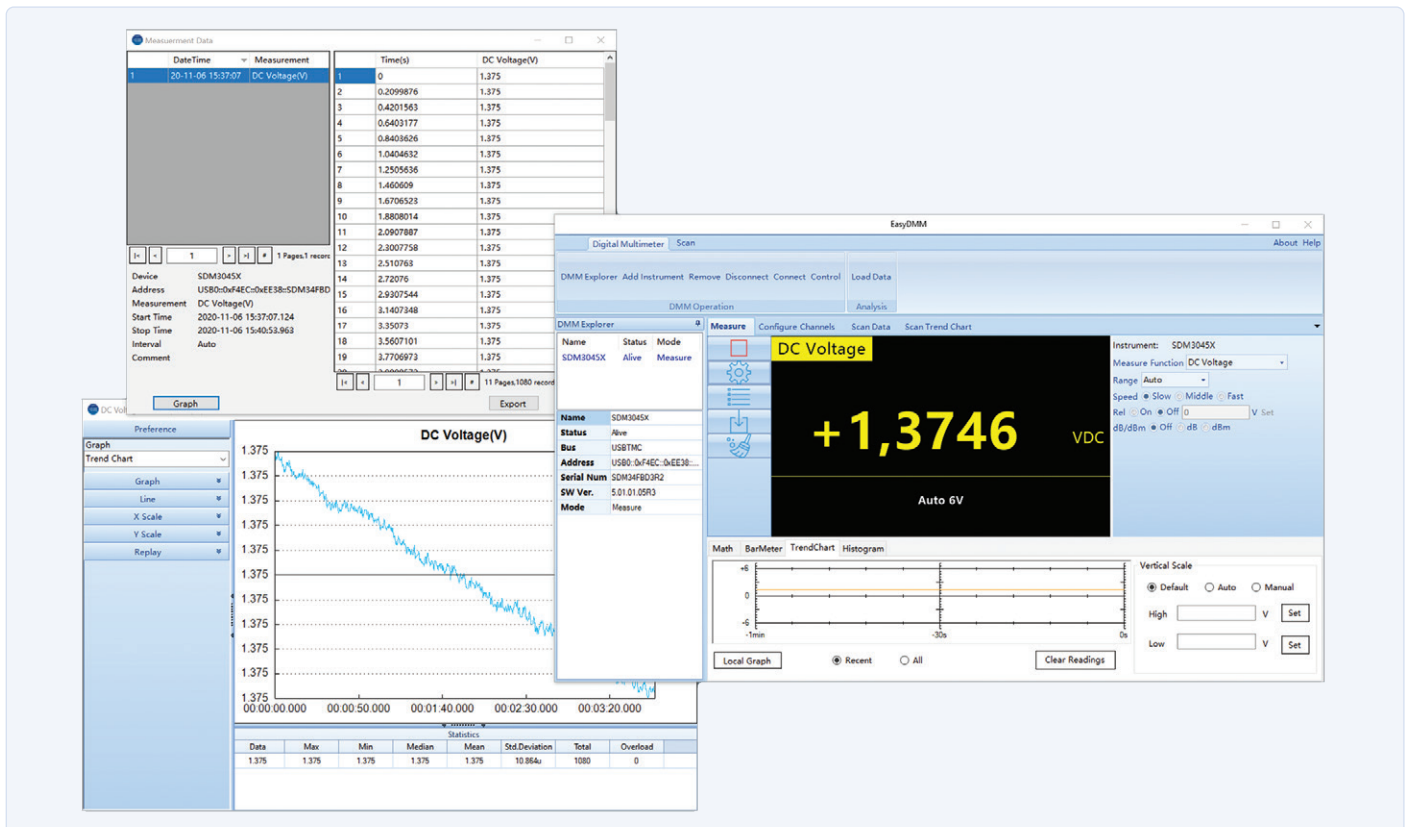 Measuerment Data
DateTime Measurement
1 20-11-06 15:37:07 DC Voltage(V)
Time(s) DC Voltage(V)
1 0 1.375
2 0.2099876 1.375
3 0.4201563 1.375
4 0.6403177 1.375
5 0.8403626 1.375
6 1.0404632 1.375
7 1.2505636 1.375
8 1.460609 1.375
9 1.6706523 1.375
10 1.8808014 1.375
11 2.0907887 1.375
12 2.3007758 1.375
13 2.510763 1.375
14 2.72076 1.375
15 2.9307544 1.375
16 3.1407348 1.375
17 3.35073 1.375
18 3.5607101 1.375
19 3.7706973 1.375
|< < 1 > >| # 1 Pages,1 recorc
Device SDM3045X
Address USB0::0xF4EC::0xEE38::SDM34FBD
Measurement DC Voltage(V)
Start Time 2020-11-06 15:37:07.124
Stop Time 2020-11-06 15:40:53.963
Interval Auto
Comment
|< < 1 > >| # 11 Pages,1080 record
Graph
Export
EasyDMM
Digital Multimeter Scan
About Help
DMM Explorer Add Instrument Remove Disconnect Connect Control
Load Data
DMM Operation
Analysis
DMM Explorer
Name Status Mode
SDM3045X Alive Measure
Name SDM3045X
Status Alive
Bus USBTMC
Address USB0::0xF4EC::0xEE38::...
Serial Num SDM34FBD3R2
SW Ver. 5.01.01.05R3
Mode Measure
Measure Configure Channels Scan Data Scan Trend Chart
DC Voltage
+1,3746 VDC
Auto 6V
Instrument: SDM3045X
Measure Function DC Voltage
Range Auto
Speed Slow Middle Fast
Rel On Off 0 V Set
dB/dBm Off dB dBm
Math BarMeter TrendChart Histogram
+6
0
-6
-1min -30s 0s
Local Graph Recent All Clear Readings
Vertical Scale
Default Auto Manual
High V Set
Low V Set
DC Vol
Preference
Graph
Trend Chart
Graph
Line
X Scale
Y Scale
Replay
DC Voltage(V)
1.375
1.375
1.375
1.375
1.375
1.375
1.375
1.375
1.375
1.375
1.375
00:00:00.000 00:00:50.000 00:01:40.000 00:02:30.000 00:03:20.000
Statistics
Data Max Min Median Mean Std.Deviation Total Overload
1.375 1.375 1.375 1.375 1.375 10.864u 1080 0